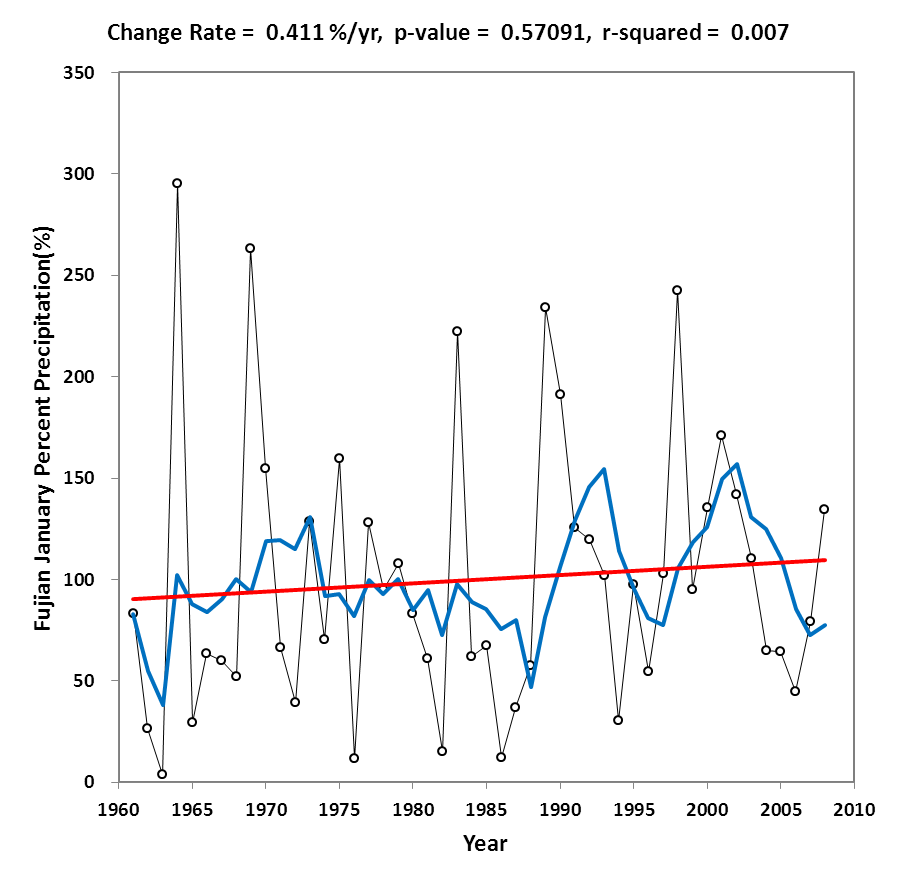 Change Rate = 0.411 %/yr, p-value = 0.57091, r-squared = 0.007
350
300
250
200
150
100
50
0
Fujian January Percent Precipitation(%)
1960 1965 1970 1975 1980 1985 1990 1995 2000 2005 2010
Year